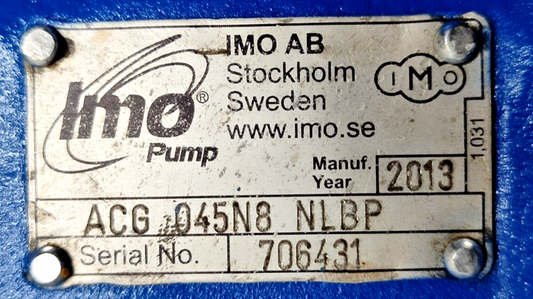 IMO AB
Stockholm
Sweden
www.imo.se
Imo®
Pump
IMO
1,031
Manuf. Year 2013
ACG 045N8 NLBP
Serial No. 706431